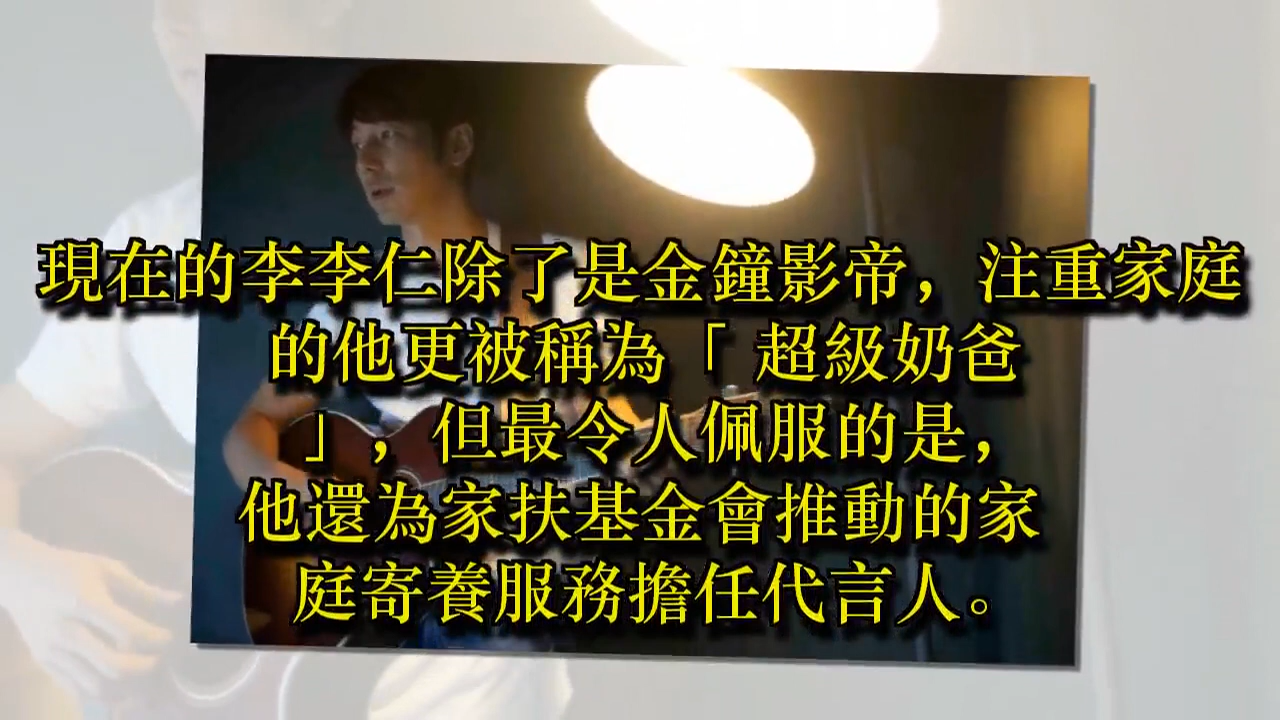 現在的李李仁除了是金鐘影帝，注重家庭
的他更被稱為「 超級奶爸
」，但最令人佩服的是，
他還為家扶基金會推動的家
庭寄養服務擔任代言人。